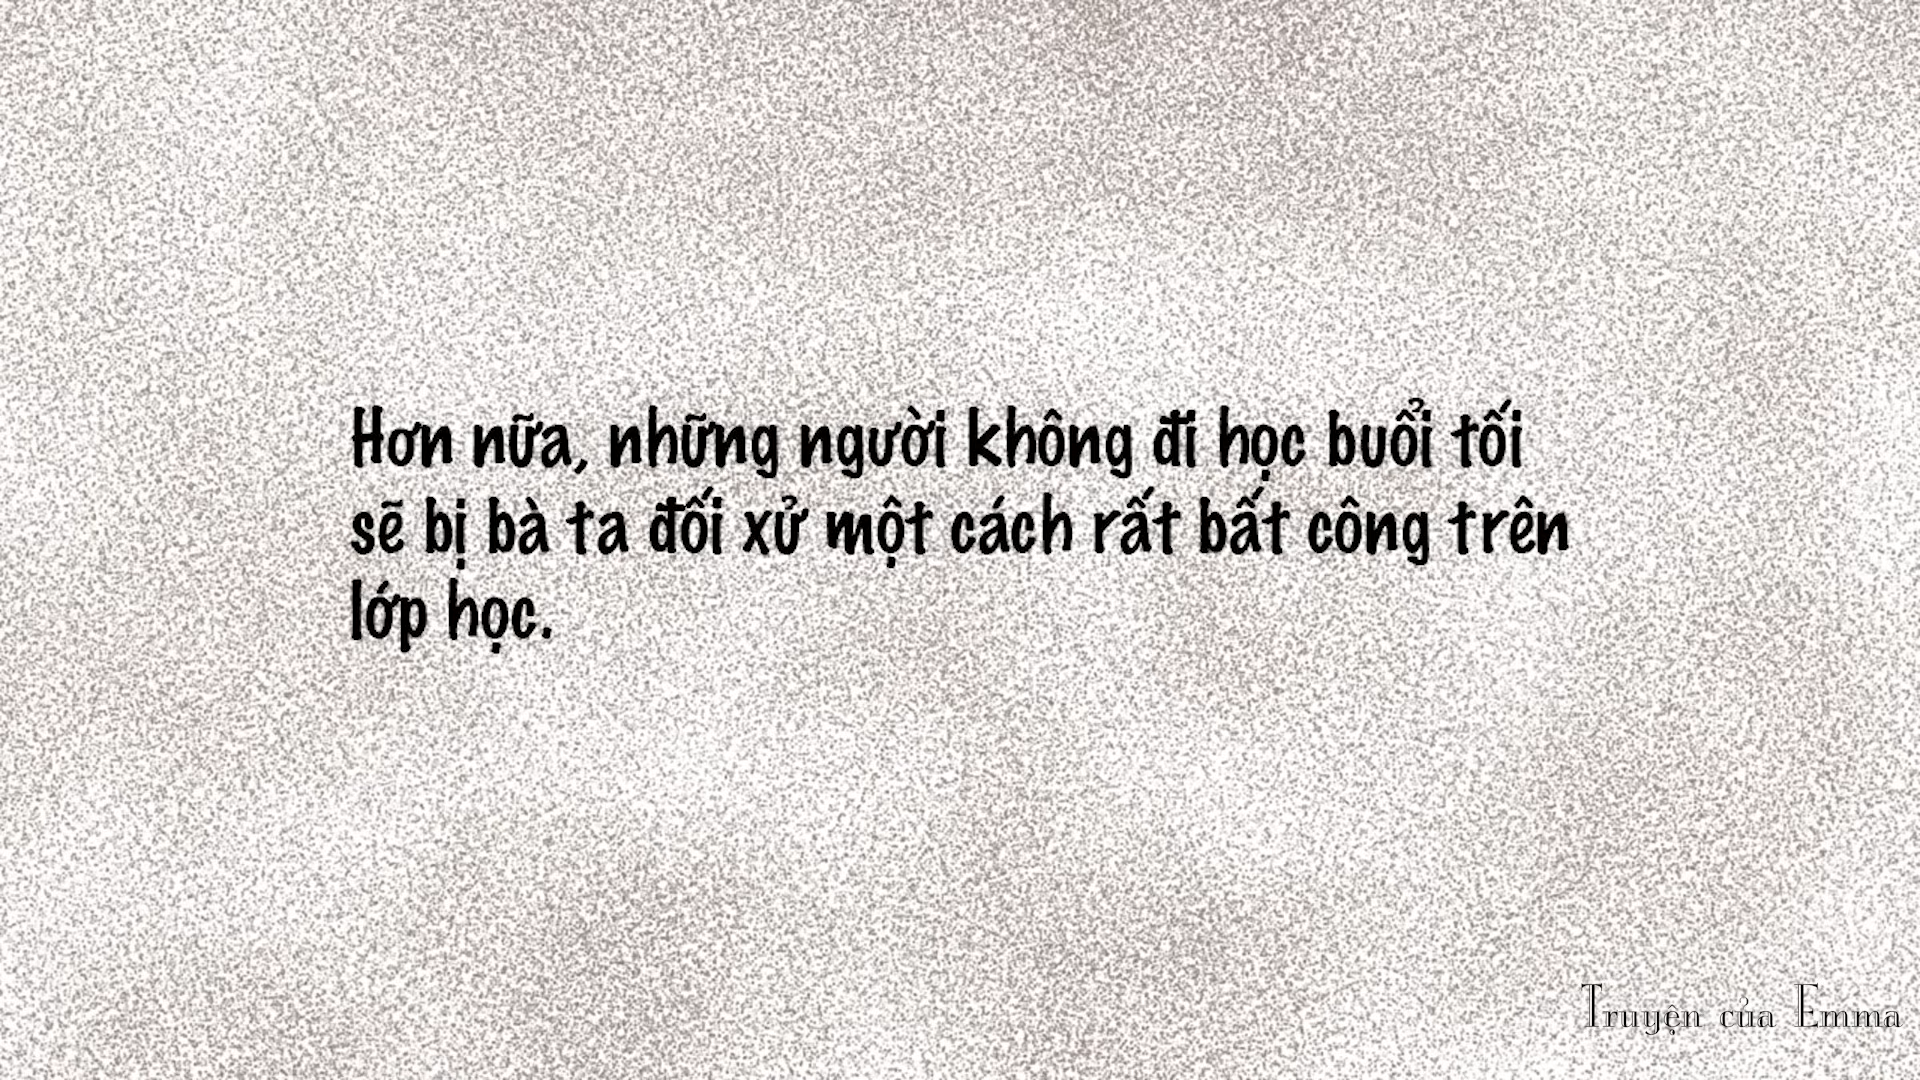 Hơn nữa, những người không đi học buổi tối
sẽ bị bà ta đối xử một cách rất bất công trên
lớp học.
Truyện của Emma